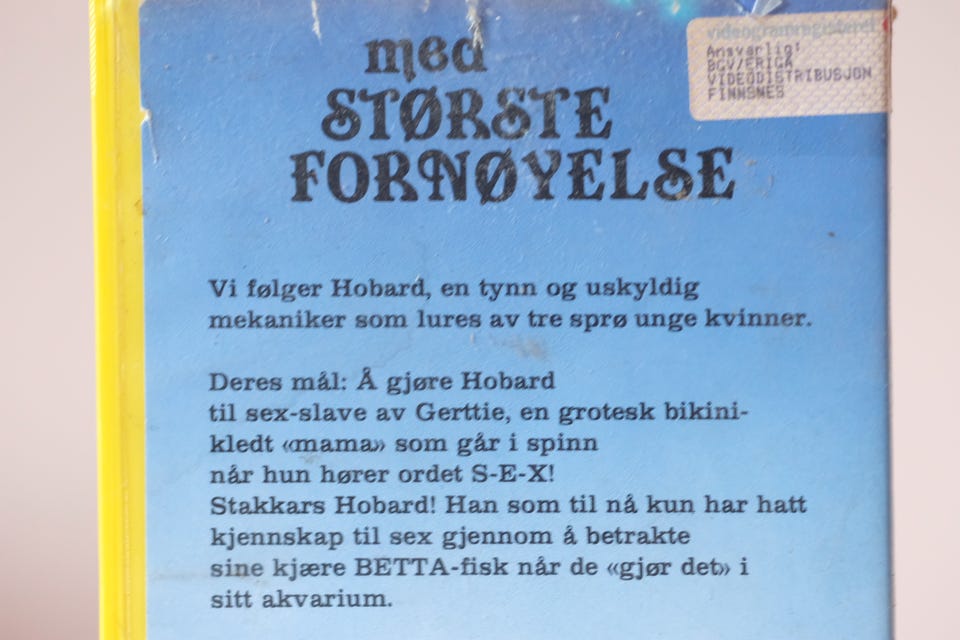 med
STØRSTE
FORNØYELSE
videogramregisteret
Ansvarlig:
BCV/ERICA
VIDEODISTRIBUSJON
FINNSNES
Vi følger Hobard, en tynn og uskyldig
mekaniker som lures av tre sprø unge kvinner.
Deres mål: Å gjøre Hobard
til sex-slave av Gerttie, en grotesk bikini-
kledt «mama» som går i spinn
når hun hører ordet S-E-X!
Stakkars Hobard! Han som til nå kun har hatt
kjennskap til sex gjennom å betrakte
sine kjære BETTA-fisk når de «gjør det» i
sitt akvarium.